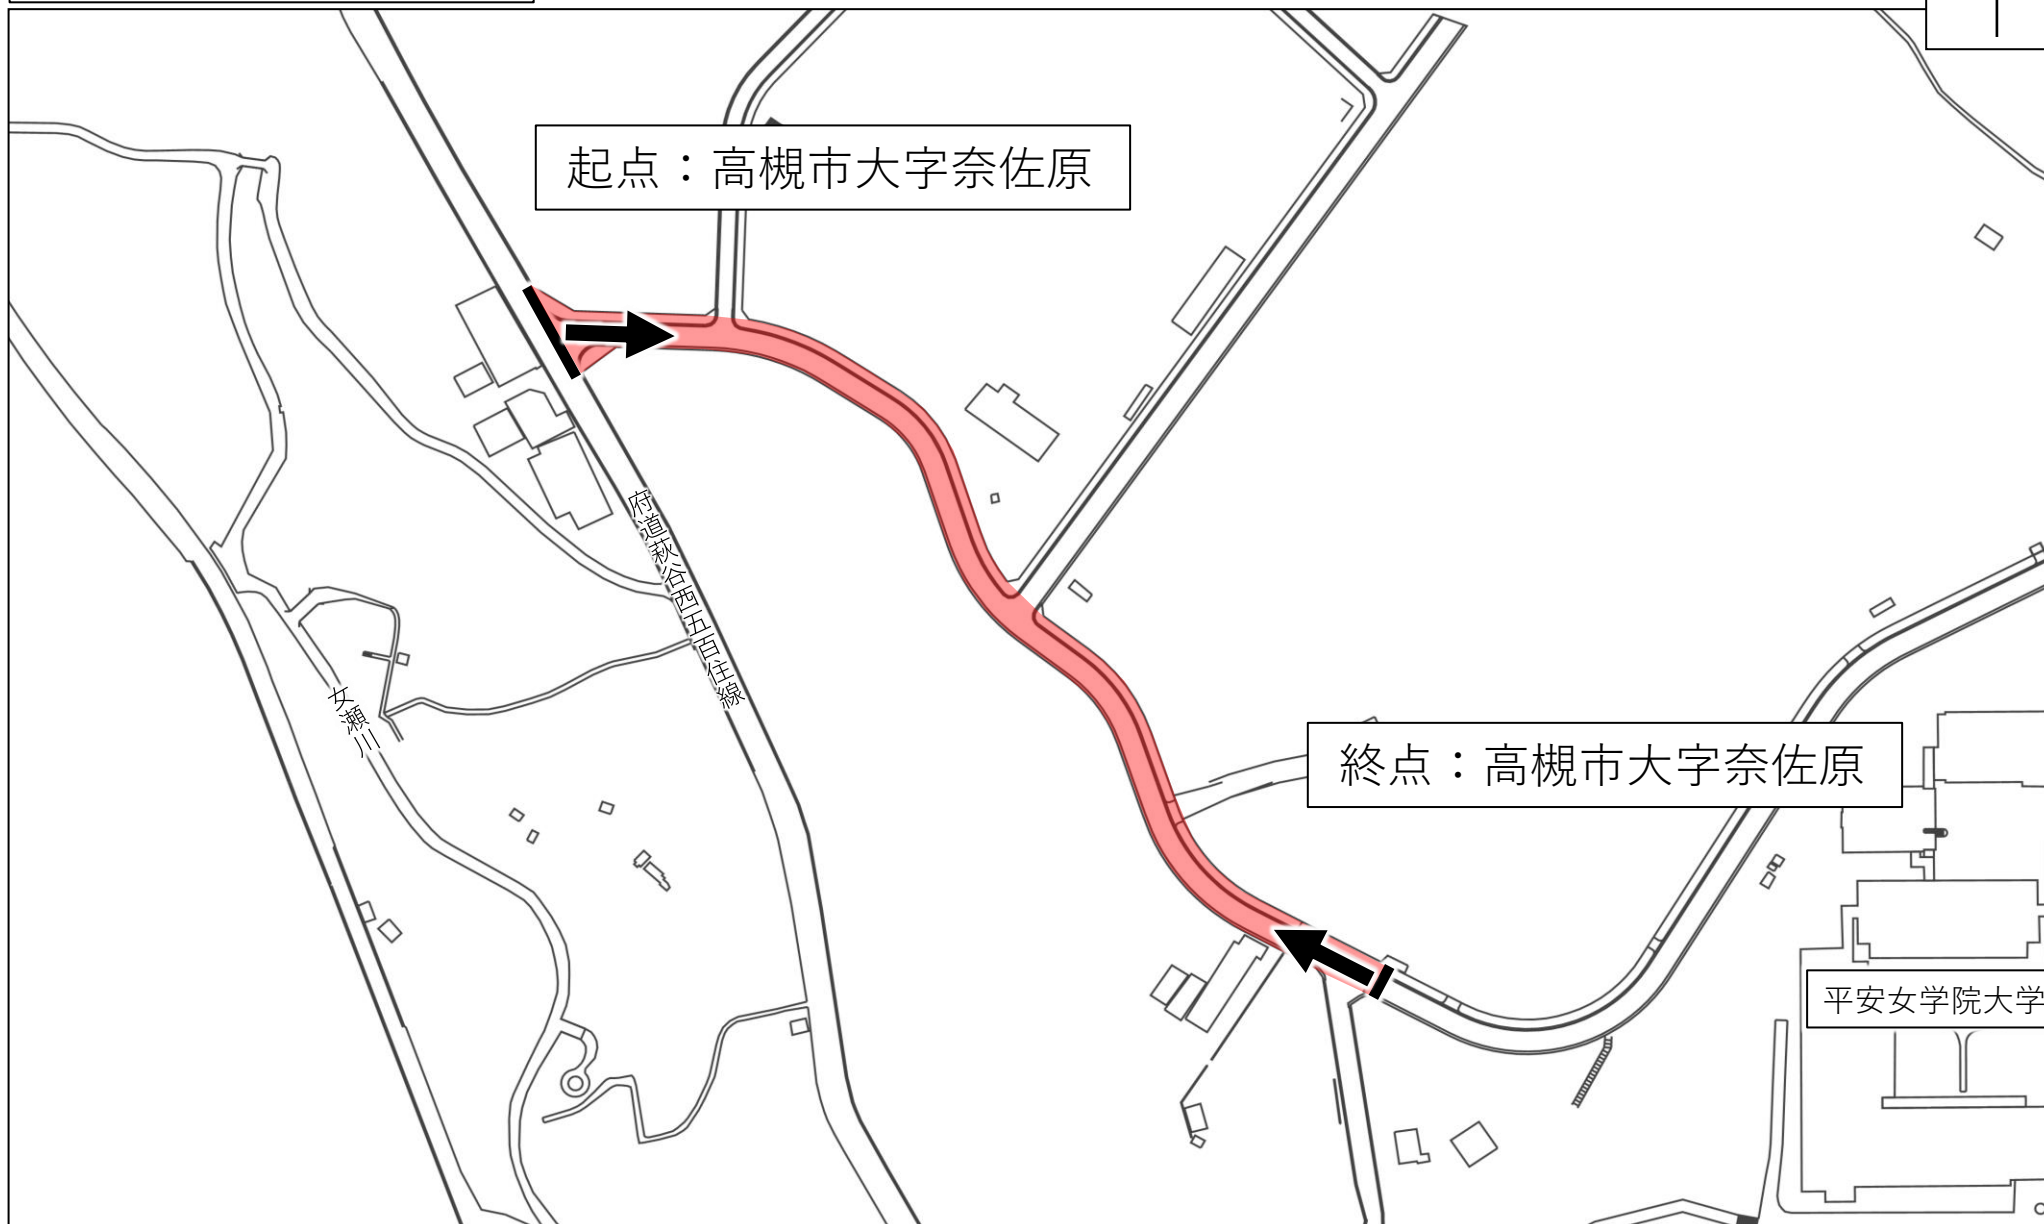 起点：高槻市大字奈佐原
府道萩谷西五百住線
女瀬川
終点：高槻市大字奈佐原
平安女学院大学